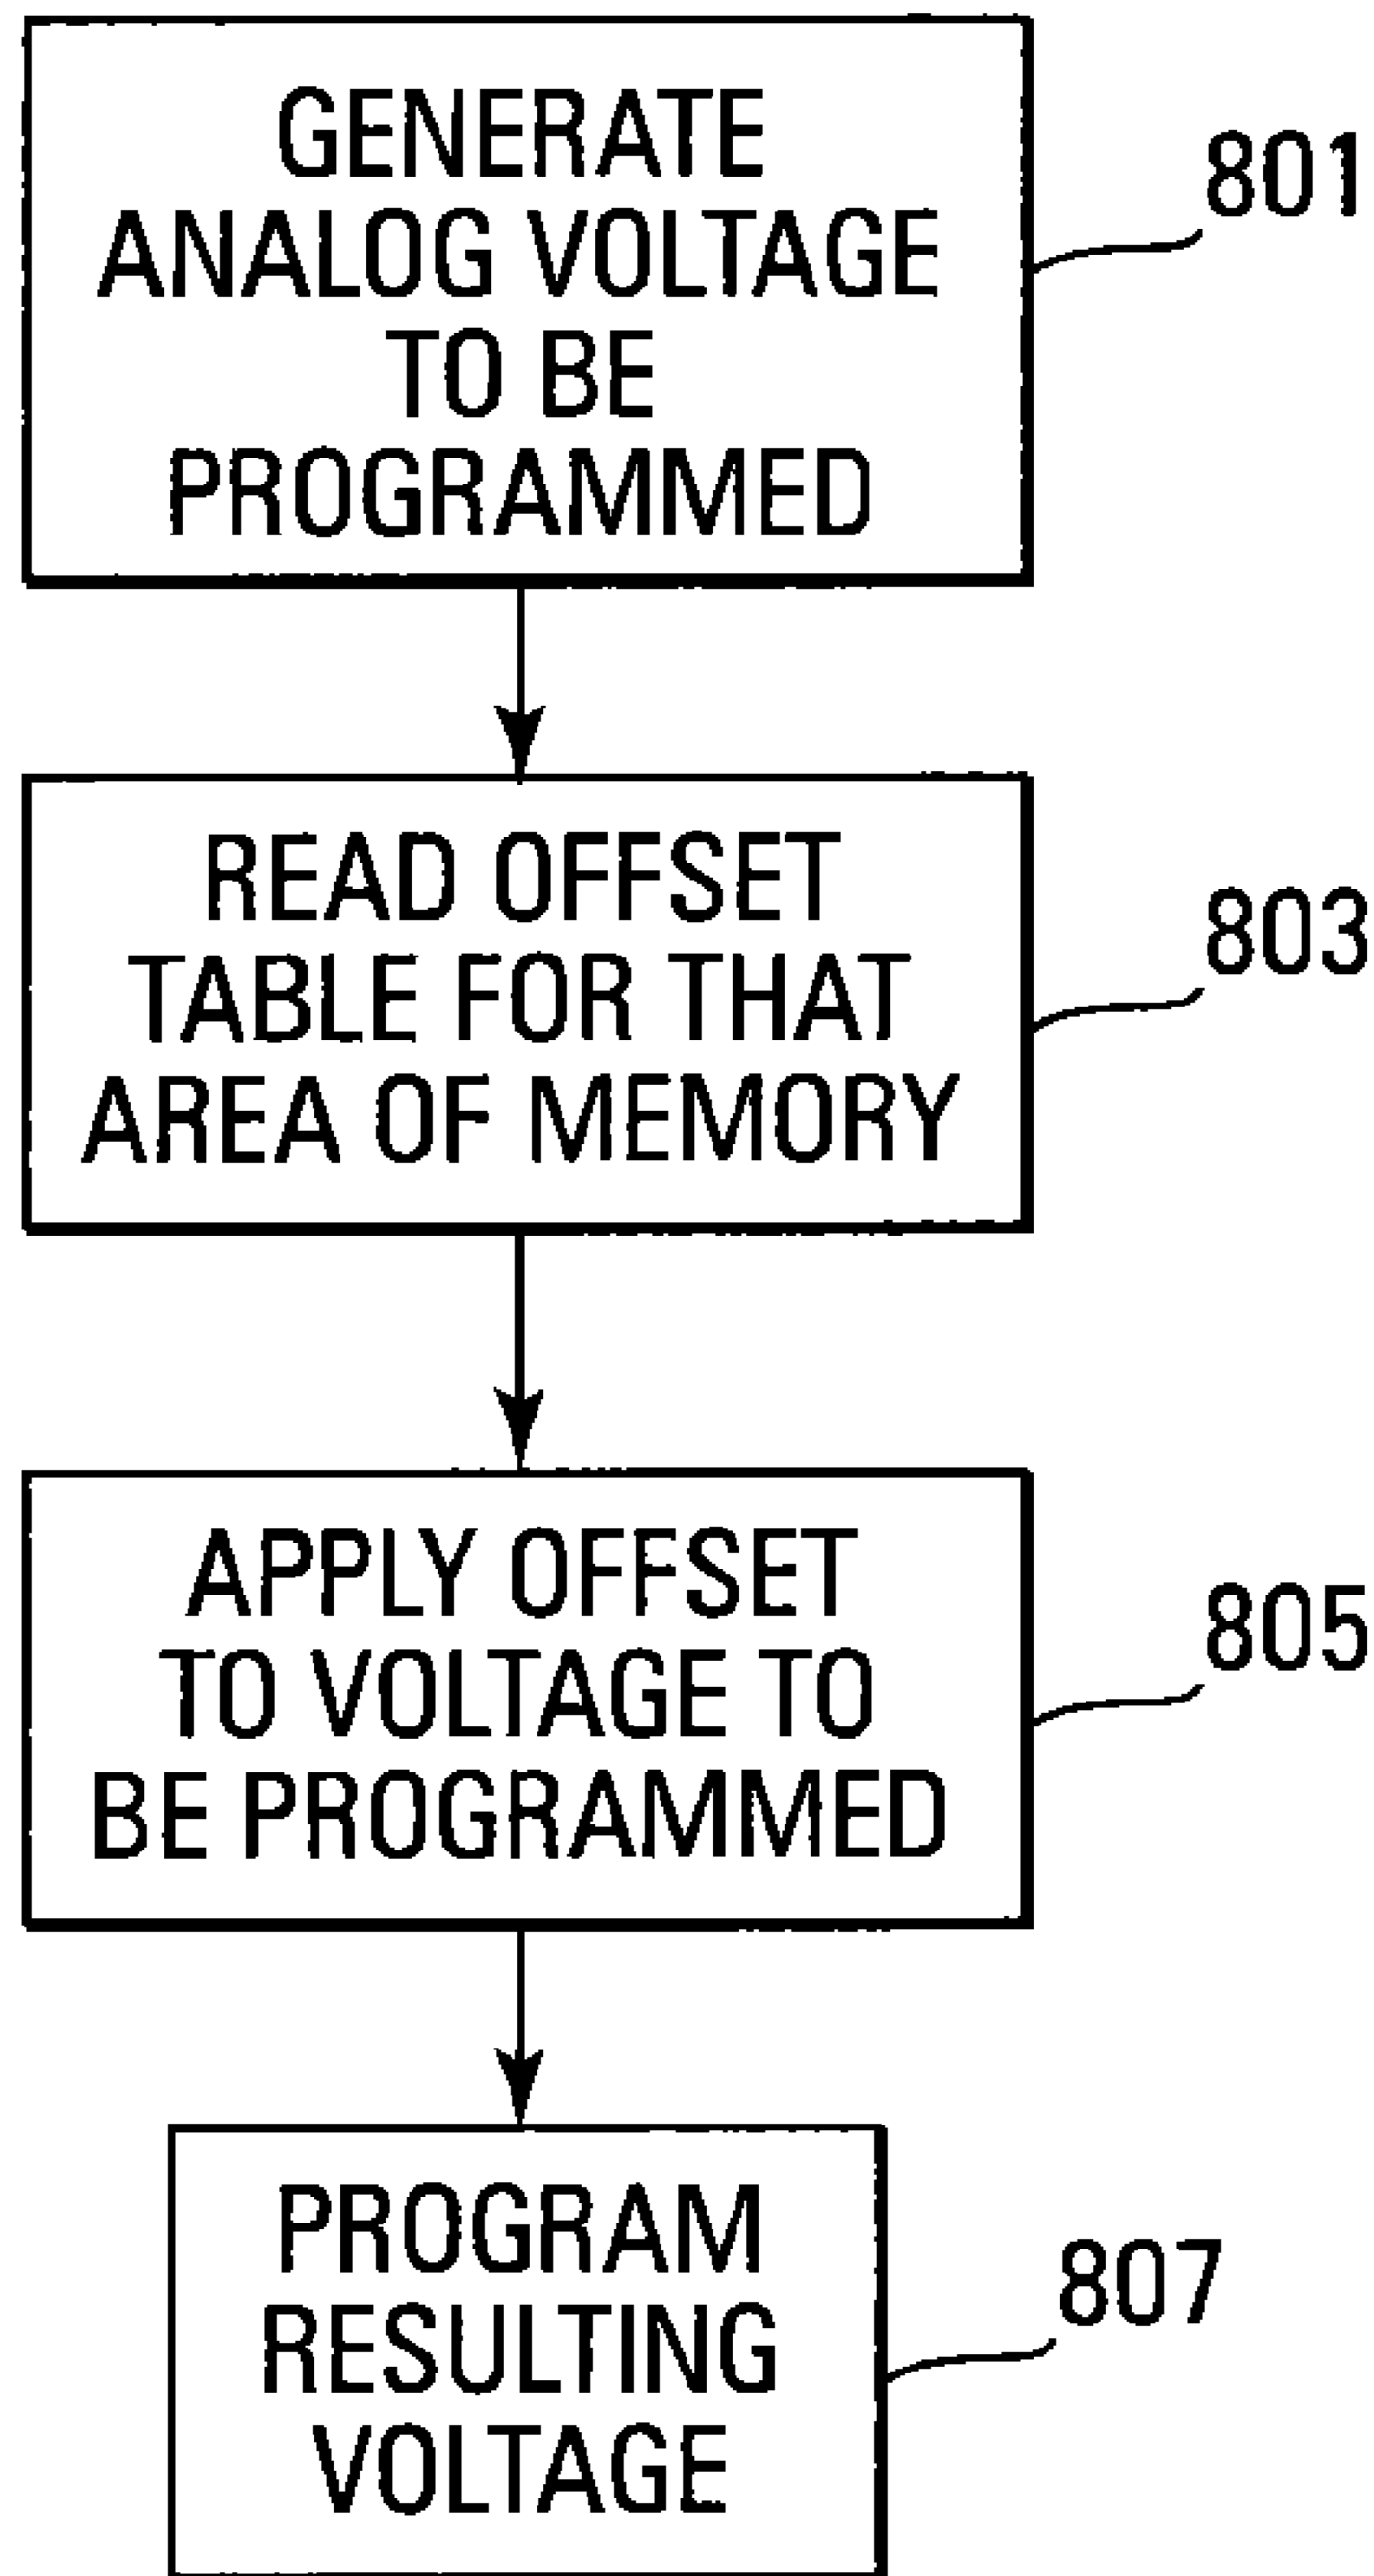 GENERATE
ANALOG VOLTAGE
TO BE
PROGRAMMED
801
READ OFFSET
TABLE FOR THAT
AREA OF MEMORY
803
APPLY OFFSET
TO VOLTAGE TO
BE PROGRAMMED
805
PROGRAM
RESULTING
VOLTAGE
807